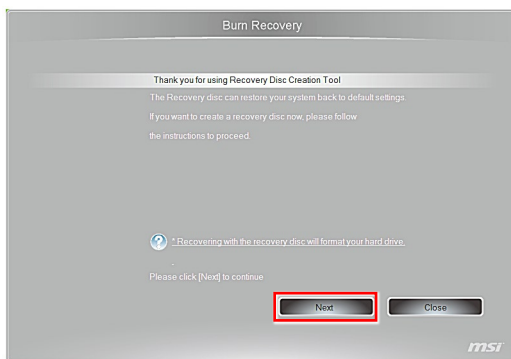 Burn Recovery
Thank you for using Recovery Disc Creation Tool
The Recovery disc can restore your system back to default settings.
If you want to create a recovery disc now, please follow
the instructions to proceed.
* Recovering with the recovery disc will format your hard drive.
Please click [Next] to continue
Next Close
msi